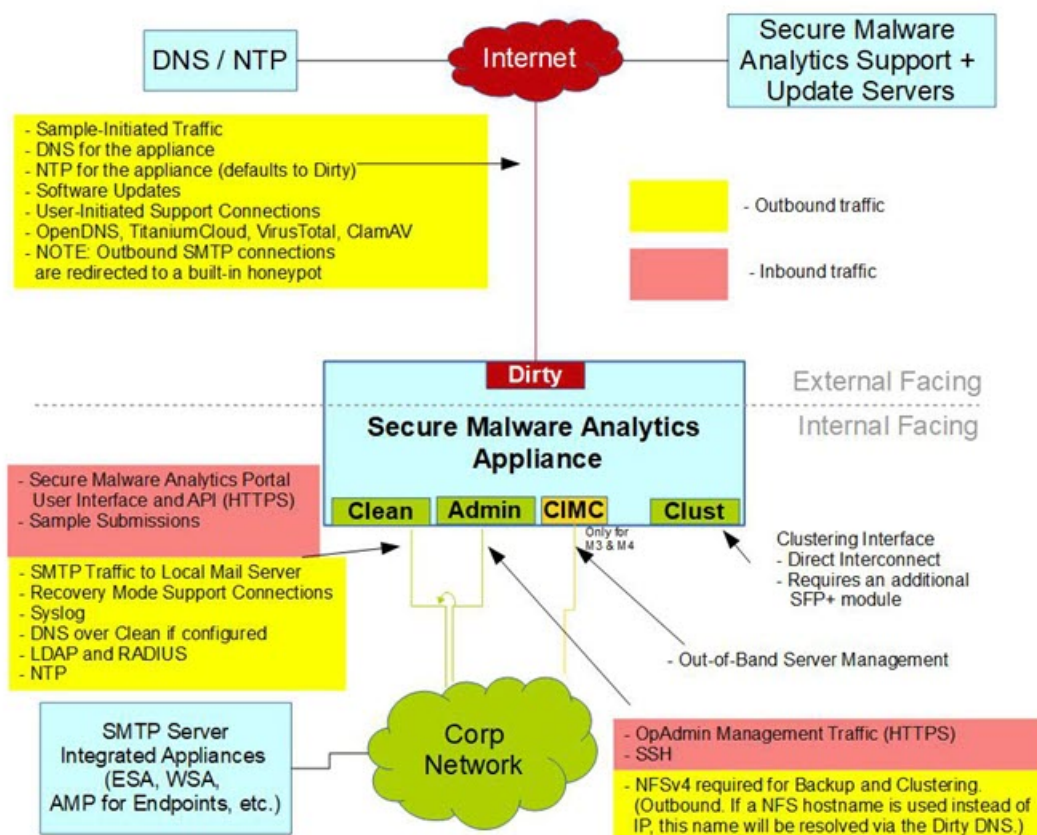 DNS / NTP
Internet
Secure Malware
Analytics Support +
Update Servers
- Sample-Initiated Traffic
- DNS for the appliance
- NTP for the appliance (defaults to Dirty)
- Software Updates
- User-Initiated Support Connections
- OpenDNS, TitaniumCloud, VirusTotal, ClamAV
- NOTE: Outbound SMTP connections
are redirected to a built-in honeypot
- Outbound traffic
- Inbound traffic
Dirty
External Facing
Internal Facing
Secure Malware Analytics
Appliance
Clean
Admin
CIMC
Clust
Only for
M3 & M4
- Secure Malware Analytics Portal
User Interface and API (HTTPS)
- Sample Submissions
- SMTP Traffic to Local Mail Server
- Recovery Mode Support Connections
- Syslog
- DNS over Clean if configured
- LDAP and RADIUS
- NTP
Clustering Interface
- Direct Interconnect
- Requires an additional
SFP+ module
- Out-of-Band Server Management
SMTP Server
Integrated Appliances
(ESA, WSA,
AMP for Endpoints, etc.)
Corp
Network
- OpAdmin Management Traffic (HTTPS)
- SSH
- NFSv4 required for Backup and Clustering.
(Outbound. If a NFS hostname is used instead of
IP, this name will be resolved via the Dirty DNS.)